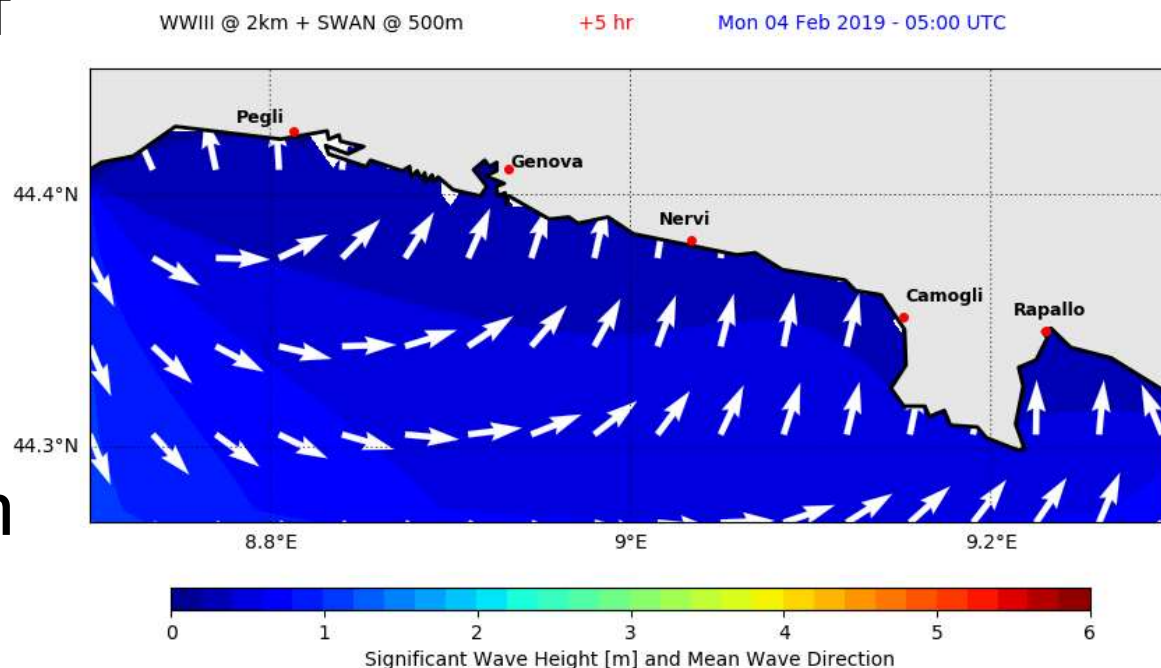 WWIII @ 2km + SWAN @ 500m +5 hr Mon 04 Feb 2019 - 05:00 UTC
Pegli
Genova
44.4°N
Nervi
Camogli
Rapallo
44.3°N
8.8°E 9°E 9.2°E
0 1 2 3 4 5 6
Significant Wave Height [m] and Mean Wave Direction